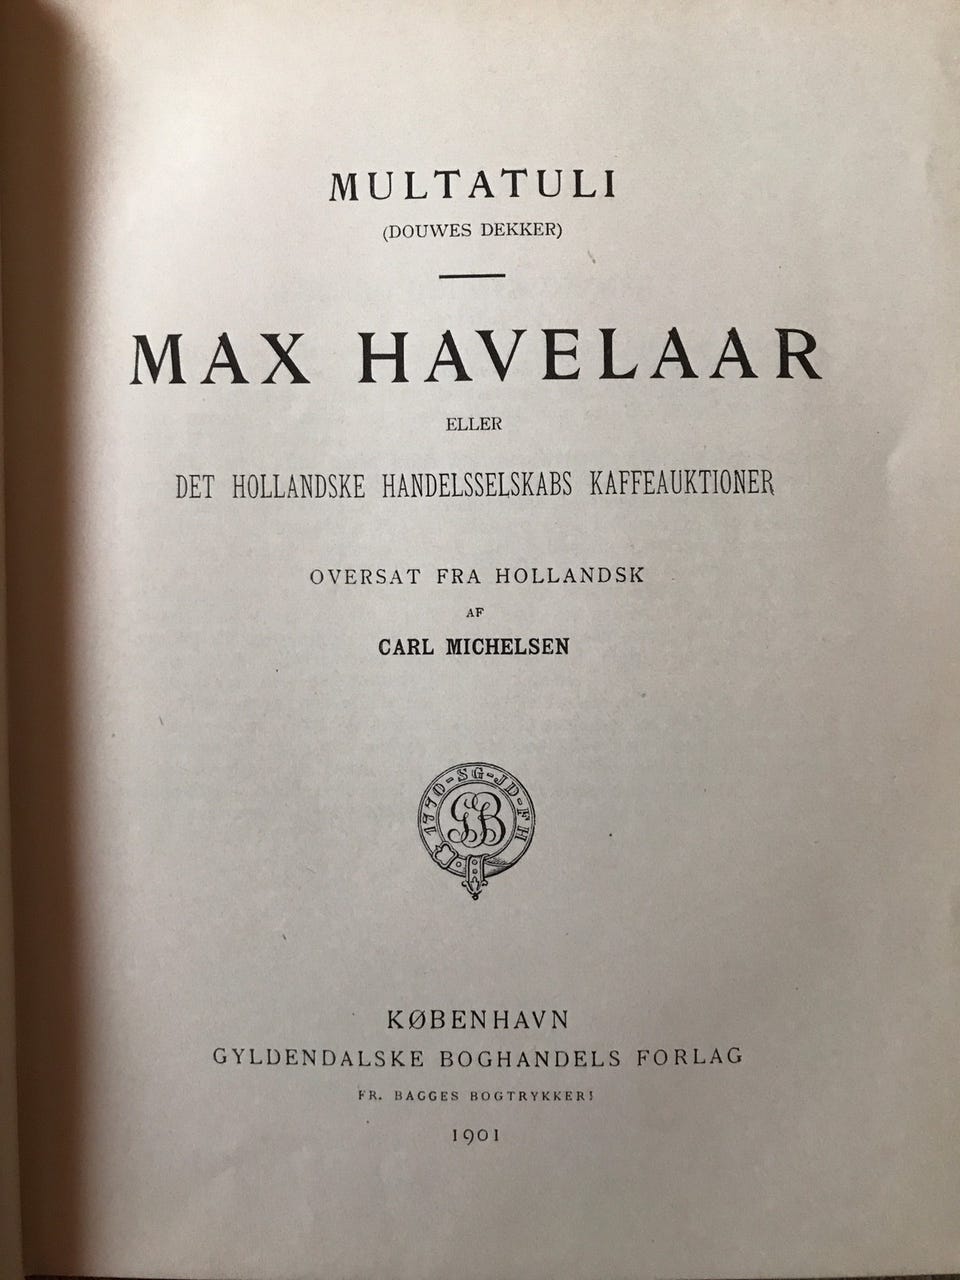 MULTATULI
(DOUWES DEKKER)
MAX HAVELAAR
ELLER
DET HOLLANDSKE HANDELSSELSKABS KAFFEAUKTIONER
OVERSAT FRA HOLLANDSK
AF
CARL MICHELSEN
1770-SG-JD-FH
GB
KØBENHAVN
GYLDENDALSKE BOGHANDELS FORLAG
FR. BAGGES BOGTRYKKERI
1901